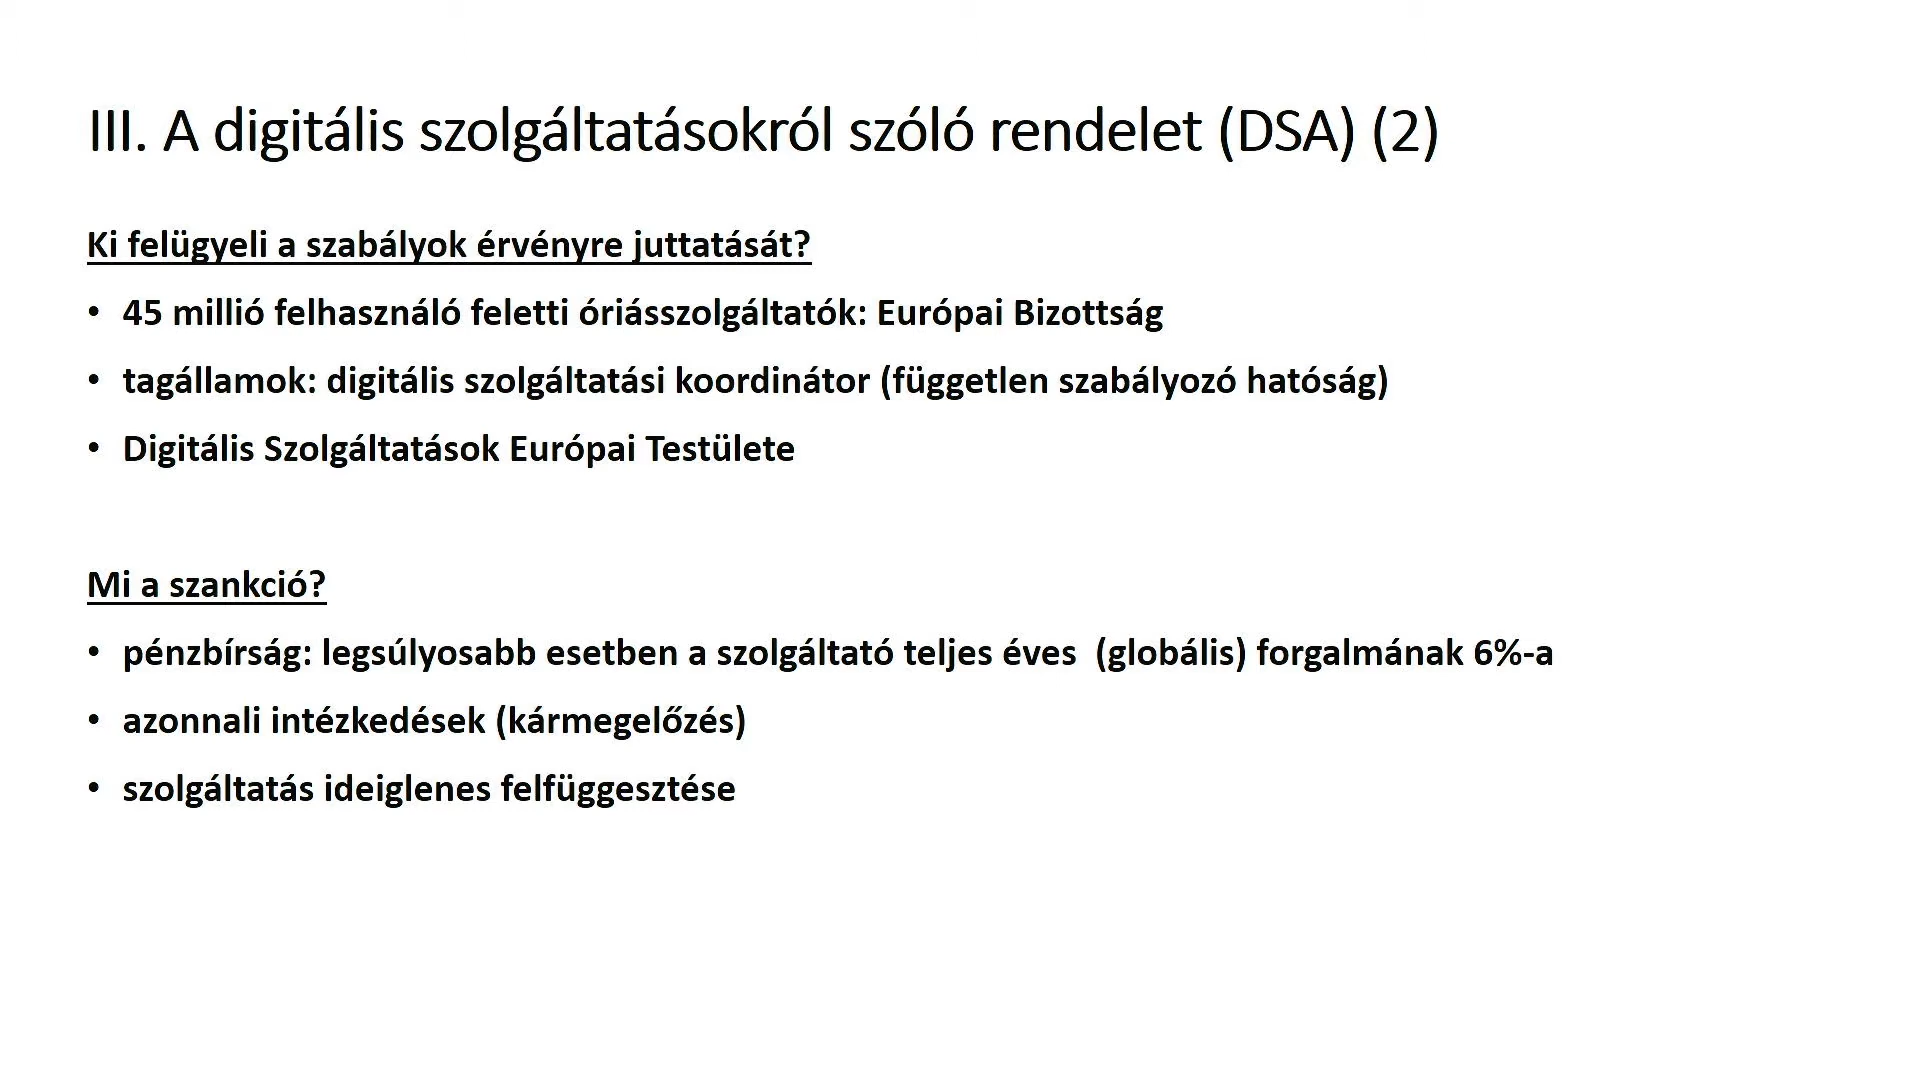 III. A digitális szolgáltatásokról szóló rendelet (DSA) (2)
Ki felügyeli a szabályok érvényre juttatását?
• 45 millió felhasználó feletti óriásszolgáltatók: Európai Bizottság
• tagállamok: digitális szolgáltatási koordinátor (független szabályozó hatóság)
• Digitális Szolgáltatások Európai Testülete
Mi a szankció?
• pénzbírság: legsúlyosabb esetben a szolgáltató teljes éves  (globális) forgalmának 6%-a
• azonnali intézkedések (kármegelőzés)
• szolgáltatás ideiglenes felfüggesztése